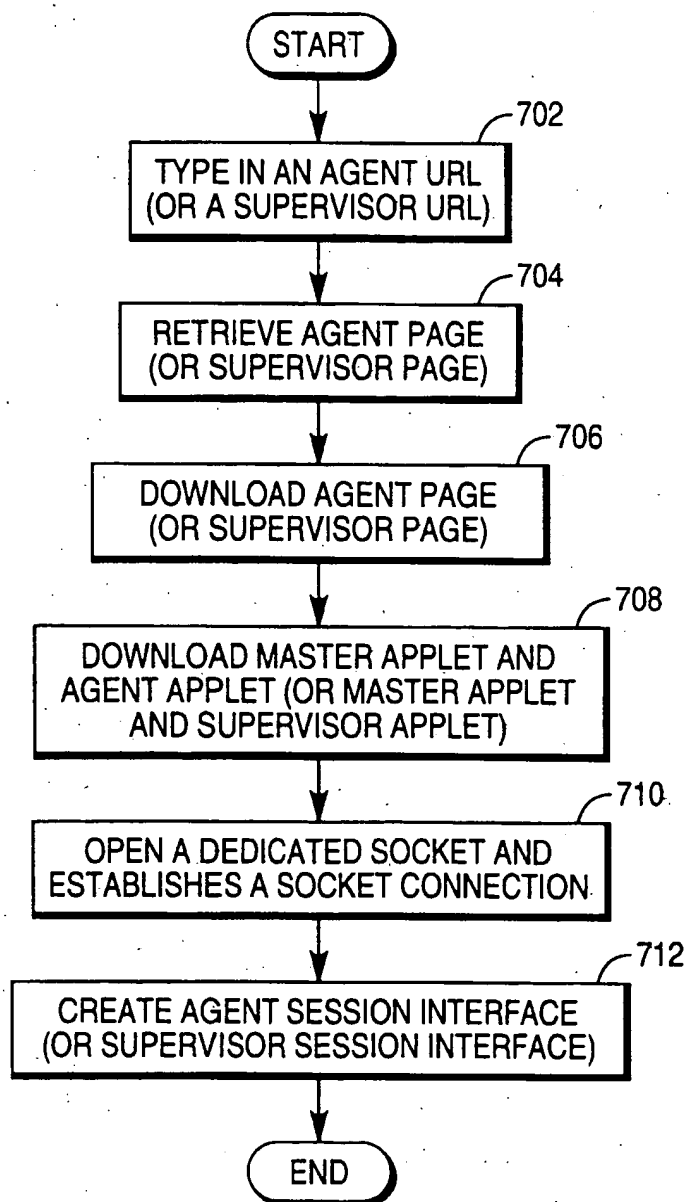 START
702
TYPE IN AN AGENT URL
(OR A SUPERVISOR URL)
704
RETRIEVE AGENT PAGE
(OR SUPERVISOR PAGE)
706
DOWNLOAD AGENT PAGE
(OR SUPERVISOR PAGE)
708
DOWNLOAD MASTER APPLET AND
AGENT APPLET (OR MASTER APPLET
AND SUPERVISOR APPLET)
710
OPEN A DEDICATED SOCKET AND
ESTABLISHES A SOCKET CONNECTION
712
CREATE AGENT SESSION INTERFACE
(OR SUPERVISOR SESSION INTERFACE)
END